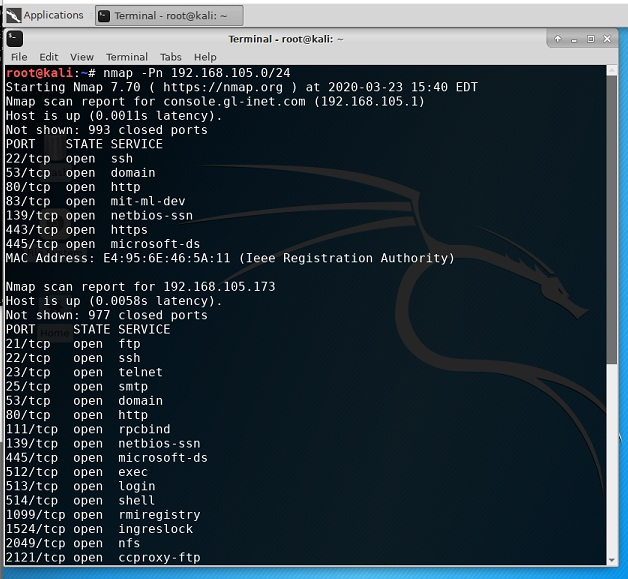 Applications
Terminal - root@kali: ~
Terminal - root@kali: ~
File Edit View Terminal Tabs Help
root@kali:~# nmap -Pn 192.168.105.0/24
Starting Nmap 7.70 ( https://nmap.org ) at 2020-03-23 15:40 EDT
Nmap scan report for console.gl-inet.com (192.168.105.1)
Host is up (0.0011s latency).
Not shown: 993 closed ports
PORT    STATE SERVICE
22/tcp  open  ssh
53/tcp  open  domain
80/tcp  open  http
83/tcp  open  mit-ml-dev
139/tcp open  netbios-ssn
443/tcp open  https
445/tcp open  microsoft-ds
MAC Address: E4:95:6E:46:5A:11 (Ieee Registration Authority)

Nmap scan report for 192.168.105.173
Host is up (0.0058s latency).
Not shown: 977 closed ports
PORT     STATE SERVICE
Home
21/tcp   open  ftp
22/tcp   open  ssh
23/tcp   open  telnet
25/tcp   open  smtp
53/tcp   open  domain
80/tcp   open  http
111/tcp  open  rpcbind
139/tcp  open  netbios-ssn
445/tcp  open  microsoft-ds
512/tcp  open  exec
513/tcp  open  login
514/tcp  open  shell
1099/tcp open  rmiregistry
1524/tcp open  ingreslock
2049/tcp open  nfs
2121/tcp open  ccproxy-ftp